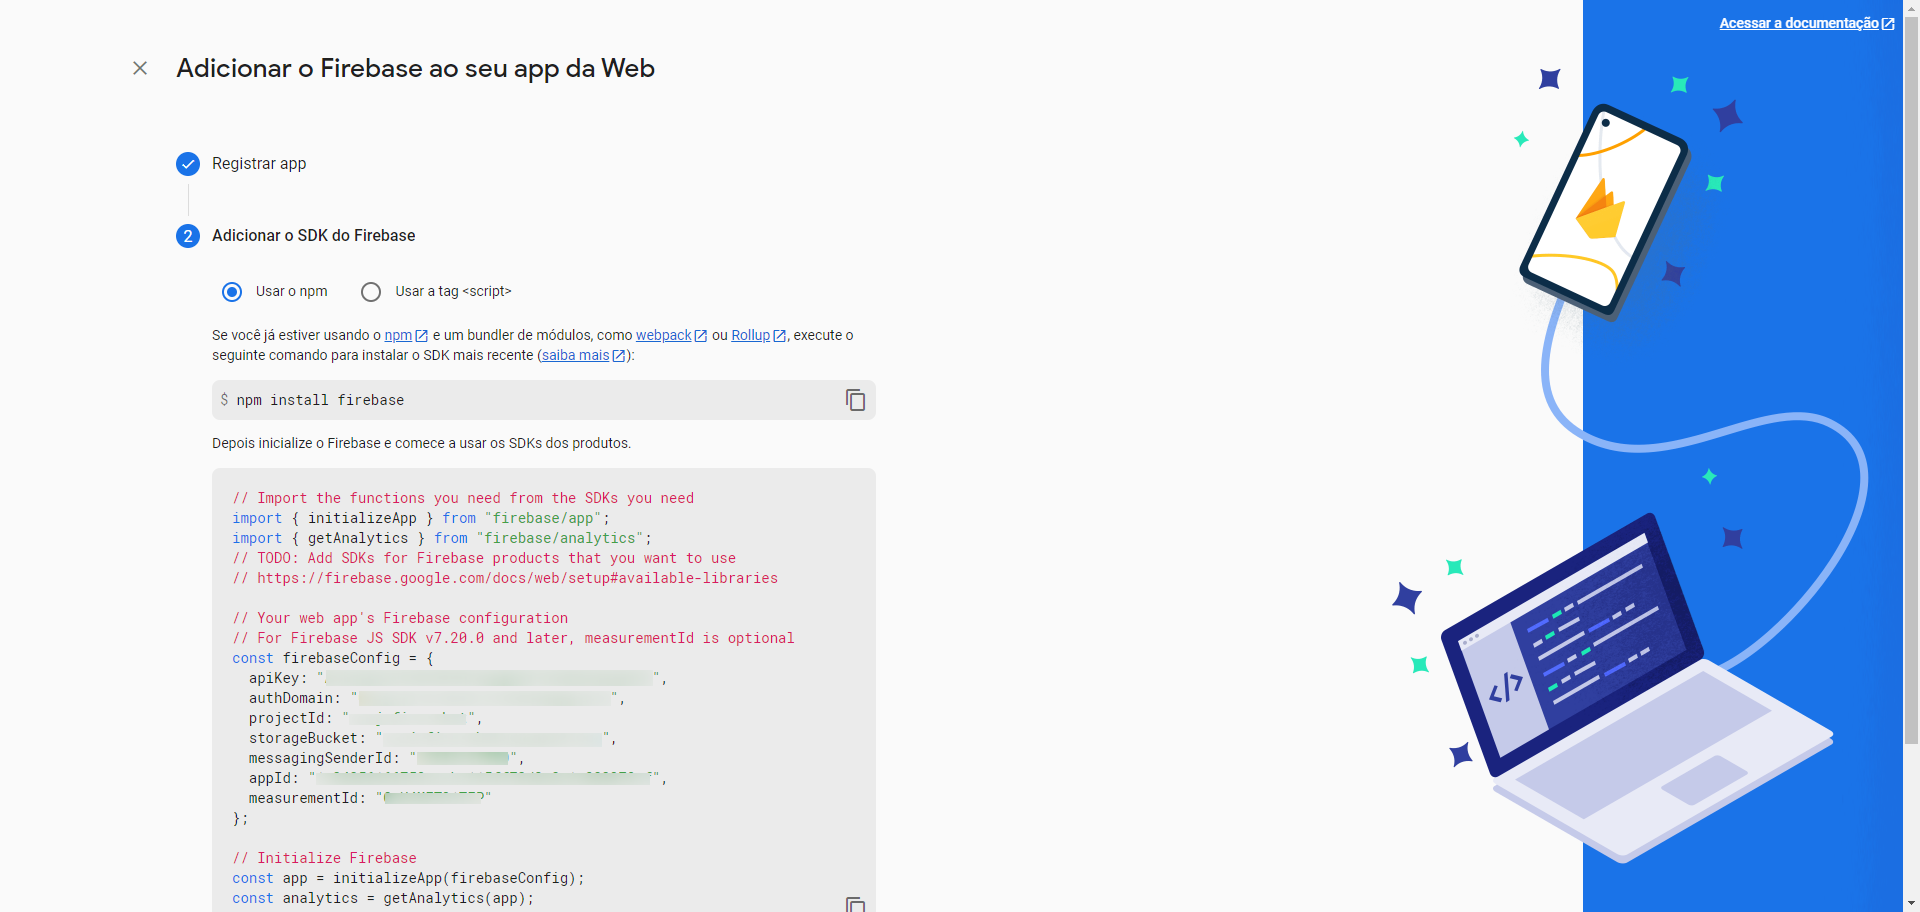 Acessar a documentação
Adicionar o Firebase ao seu app da Web
Registrar app
2 Adicionar o SDK do Firebase
Usar o npm Usar a tag <script>
Se você já estiver usando o npm e um bundler de módulos, como webpack ou Rollup, execute o
seguinte comando para instalar o SDK mais recente (saiba mais):
$ npm install firebase
Depois inicialize o Firebase e comece a usar os SDKs dos produtos.
// Import the functions you need from the SDKs you need
import { initializeApp } from "firebase/app";
import { getAnalytics } from "firebase/analytics";
// TODO: Add SDKs for Firebase products that you want to use
// https://firebase.google.com/docs/web/setup#available-libraries
// Your web app's Firebase configuration
// For Firebase JS SDK v7.20.0 and later, measurementId is optional
const firebaseConfig = {
apiKey: "",
authDomain: "",
projectId: "",
storageBucket: "",
messagingSenderId: "",
appId: "",
measurementId: ""
};
// Initialize Firebase
const app = initializeApp(firebaseConfig);
const analytics = getAnalytics(app);